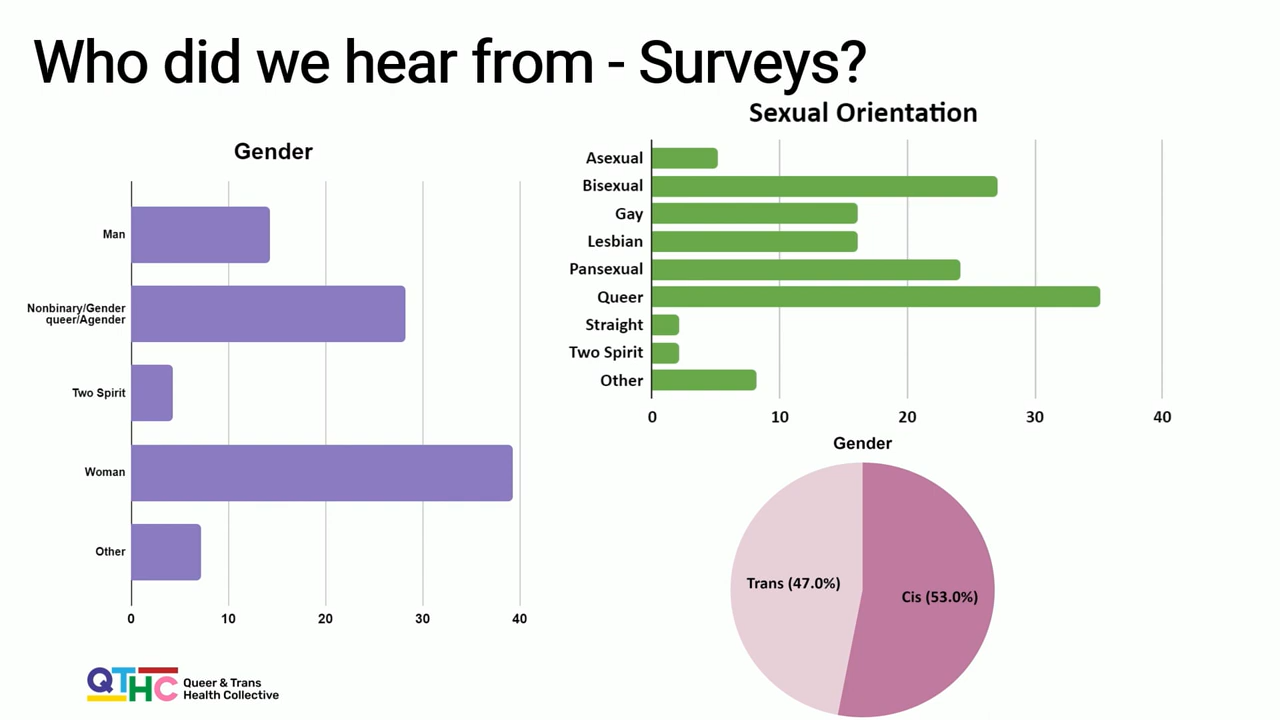 Who did we hear from - Surveys?
Gender
Man
Nonbinary/Gender
queer/Agender
Two Spirit
Woman
Other
0 10 20 30 40
Sexual Orientation
Asexual
Bisexual
Gay
Lesbian
Pansexual
Queer
Straight
Two Spirit
Other
0 10 20 30 40
Gender
Trans (47.0%)
Cis (53.0%)
QTHC
Queer & Trans
Health Collective